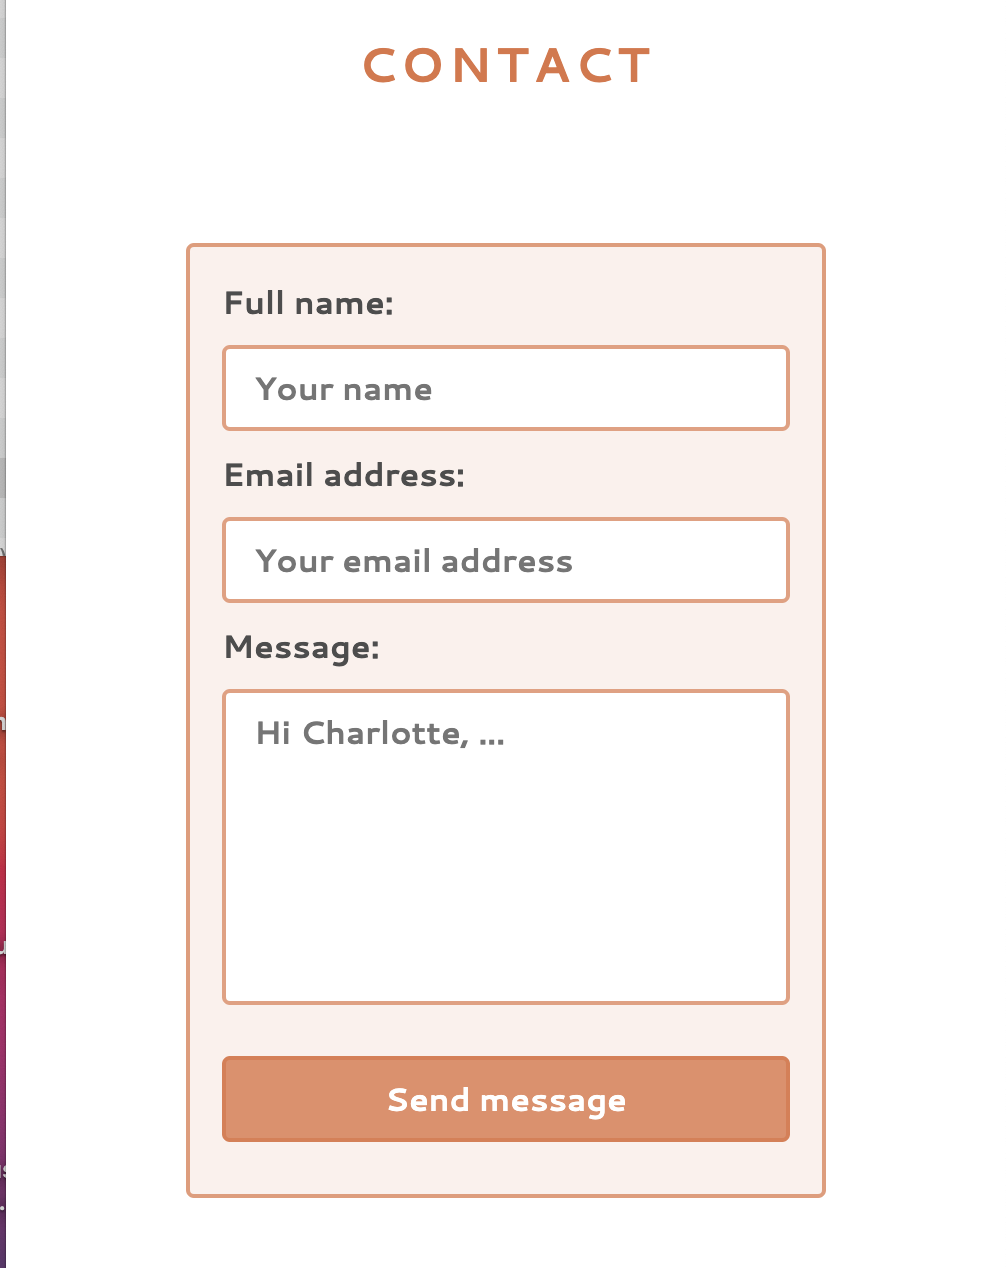 CONTACT
Full name:
Your name
Email address:
Your email address
Message:
Hi Charlotte, ...
Send message